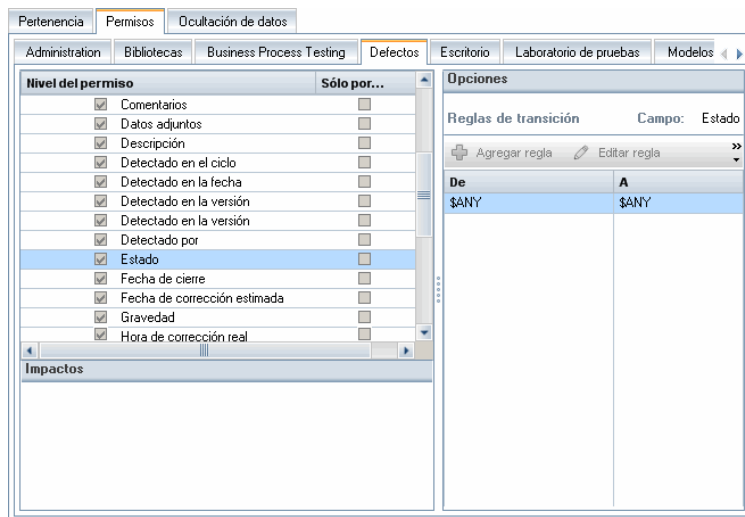 Pertenencia Permisos Ocultación de datos
Administration Bibliotecas Business Process Testing Defectos Escritorio Laboratorio de pruebas Modelos
Nivel del permiso Sólo por...
Comentarios
Datos adjuntos
Descripción
Detectado en el ciclo
Detectado en la fecha
Detectado en la versión
Detectado en la versión
Detectado por
Estado
Fecha de cierre
Fecha de corrección estimada
Gravedad
Hora de corrección real
Impactos
Opciones
Reglas de transición Campo: Estado
Agregar regla Editar regla
De A
$ANY $ANY